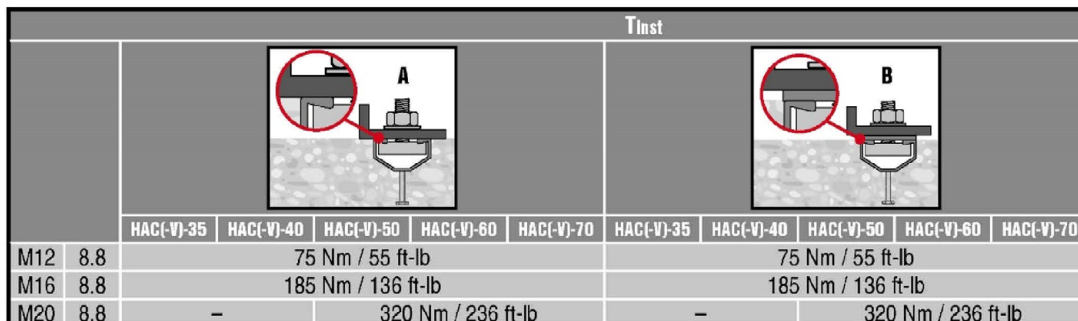 TInst
A B
HAC(-V)-35 HAC(-V)-40 HAC(-V)-50 HAC(-V)-60 HAC(-V)-70 HAC(-V)-35 HAC(-V)-40 HAC(-V)-50 HAC(-V)-60 HAC(-V)-70
M12 8.8 75 Nm / 55 ft-lb 75 Nm / 55 ft-lb
M16 8.8 185 Nm / 136 ft-lb 185 Nm / 136 ft-lb
M20 8.8 – 320 Nm / 236 ft-lb – 320 Nm / 236 ft-lb